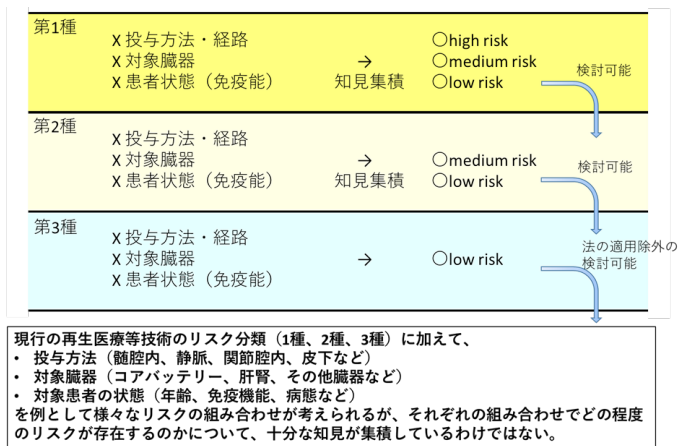 第1種
X 投与方法・経路
X 対象臓器 → 
X 患者状態（免疫能） 知見集積
○high risk
○medium risk
○low risk
検討可能
第2種
X 投与方法・経路
X 対象臓器 →
X 患者状態（免疫能） 知見集積
○medium risk
○low risk
検討可能
第3種
X 投与方法・経路
X 対象臓器 →
X 患者状態（免疫能）
○low risk
法の適用除外の
検討可能
現行の再生医療等技術のリスク分類（1種、2種、3種）に加えて、
• 投与方法（髄腔内、静脈、関節腔内、皮下など）
• 対象臓器（コアバッテリー、肝腎、その他臓器など）
• 対象患者の状態（年齢、免疫機能、病態など）
を例として様々なリスクの組み合わせが考えられるが、それぞれの組み合わせでどの程度
のリスクが存在するのかについて、十分な知見が集積しているわけではない。